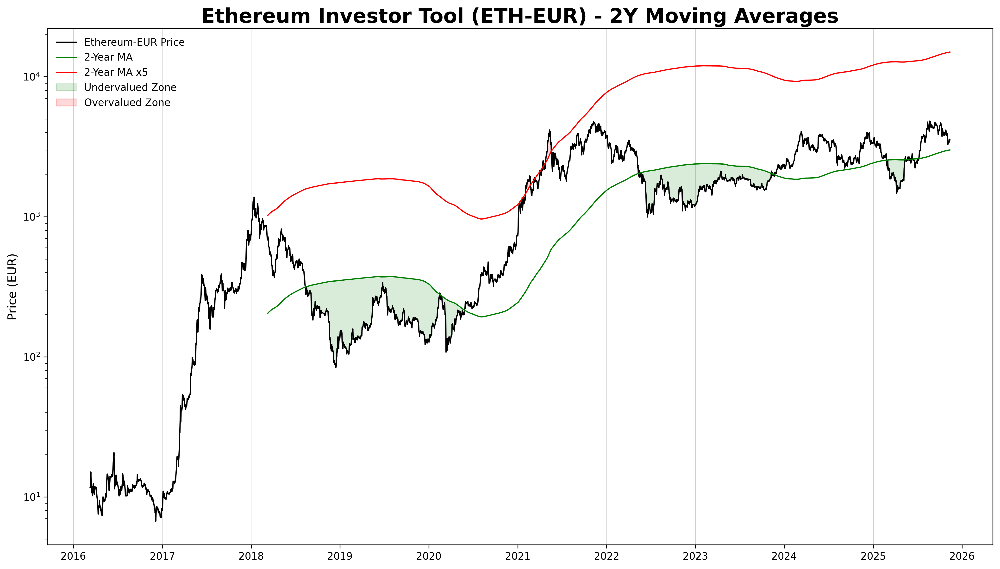 Ethereum Investor Tool (ETH-EUR) - 2Y Moving Averages
Ethereum-EUR Price
2-Year MA
2-Year MA x5
Undervalued Zone
Overvalued Zone
Price (EUR)
10⁴
10³
10²
10¹
2016 2017 2018 2019 2020 2021 2022 2023 2024 2025 2026